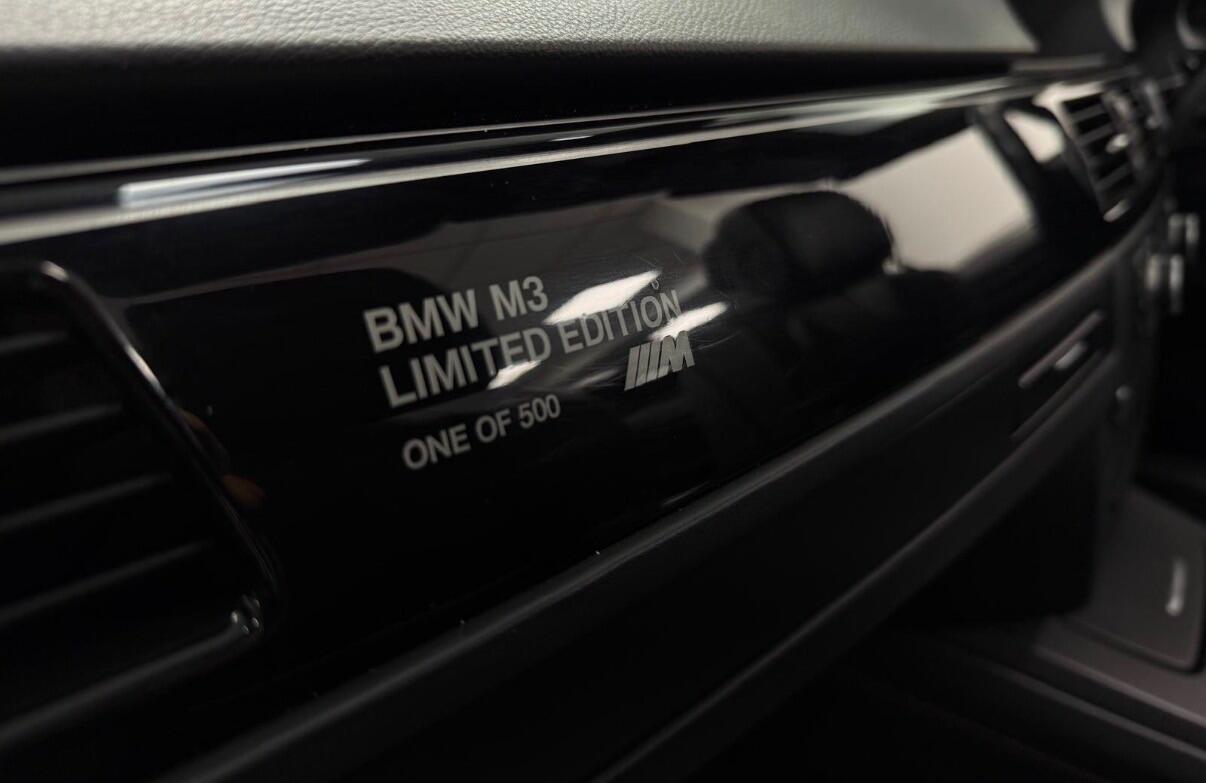 BMW M3
LIMITED EDITION
M
ONE OF 500